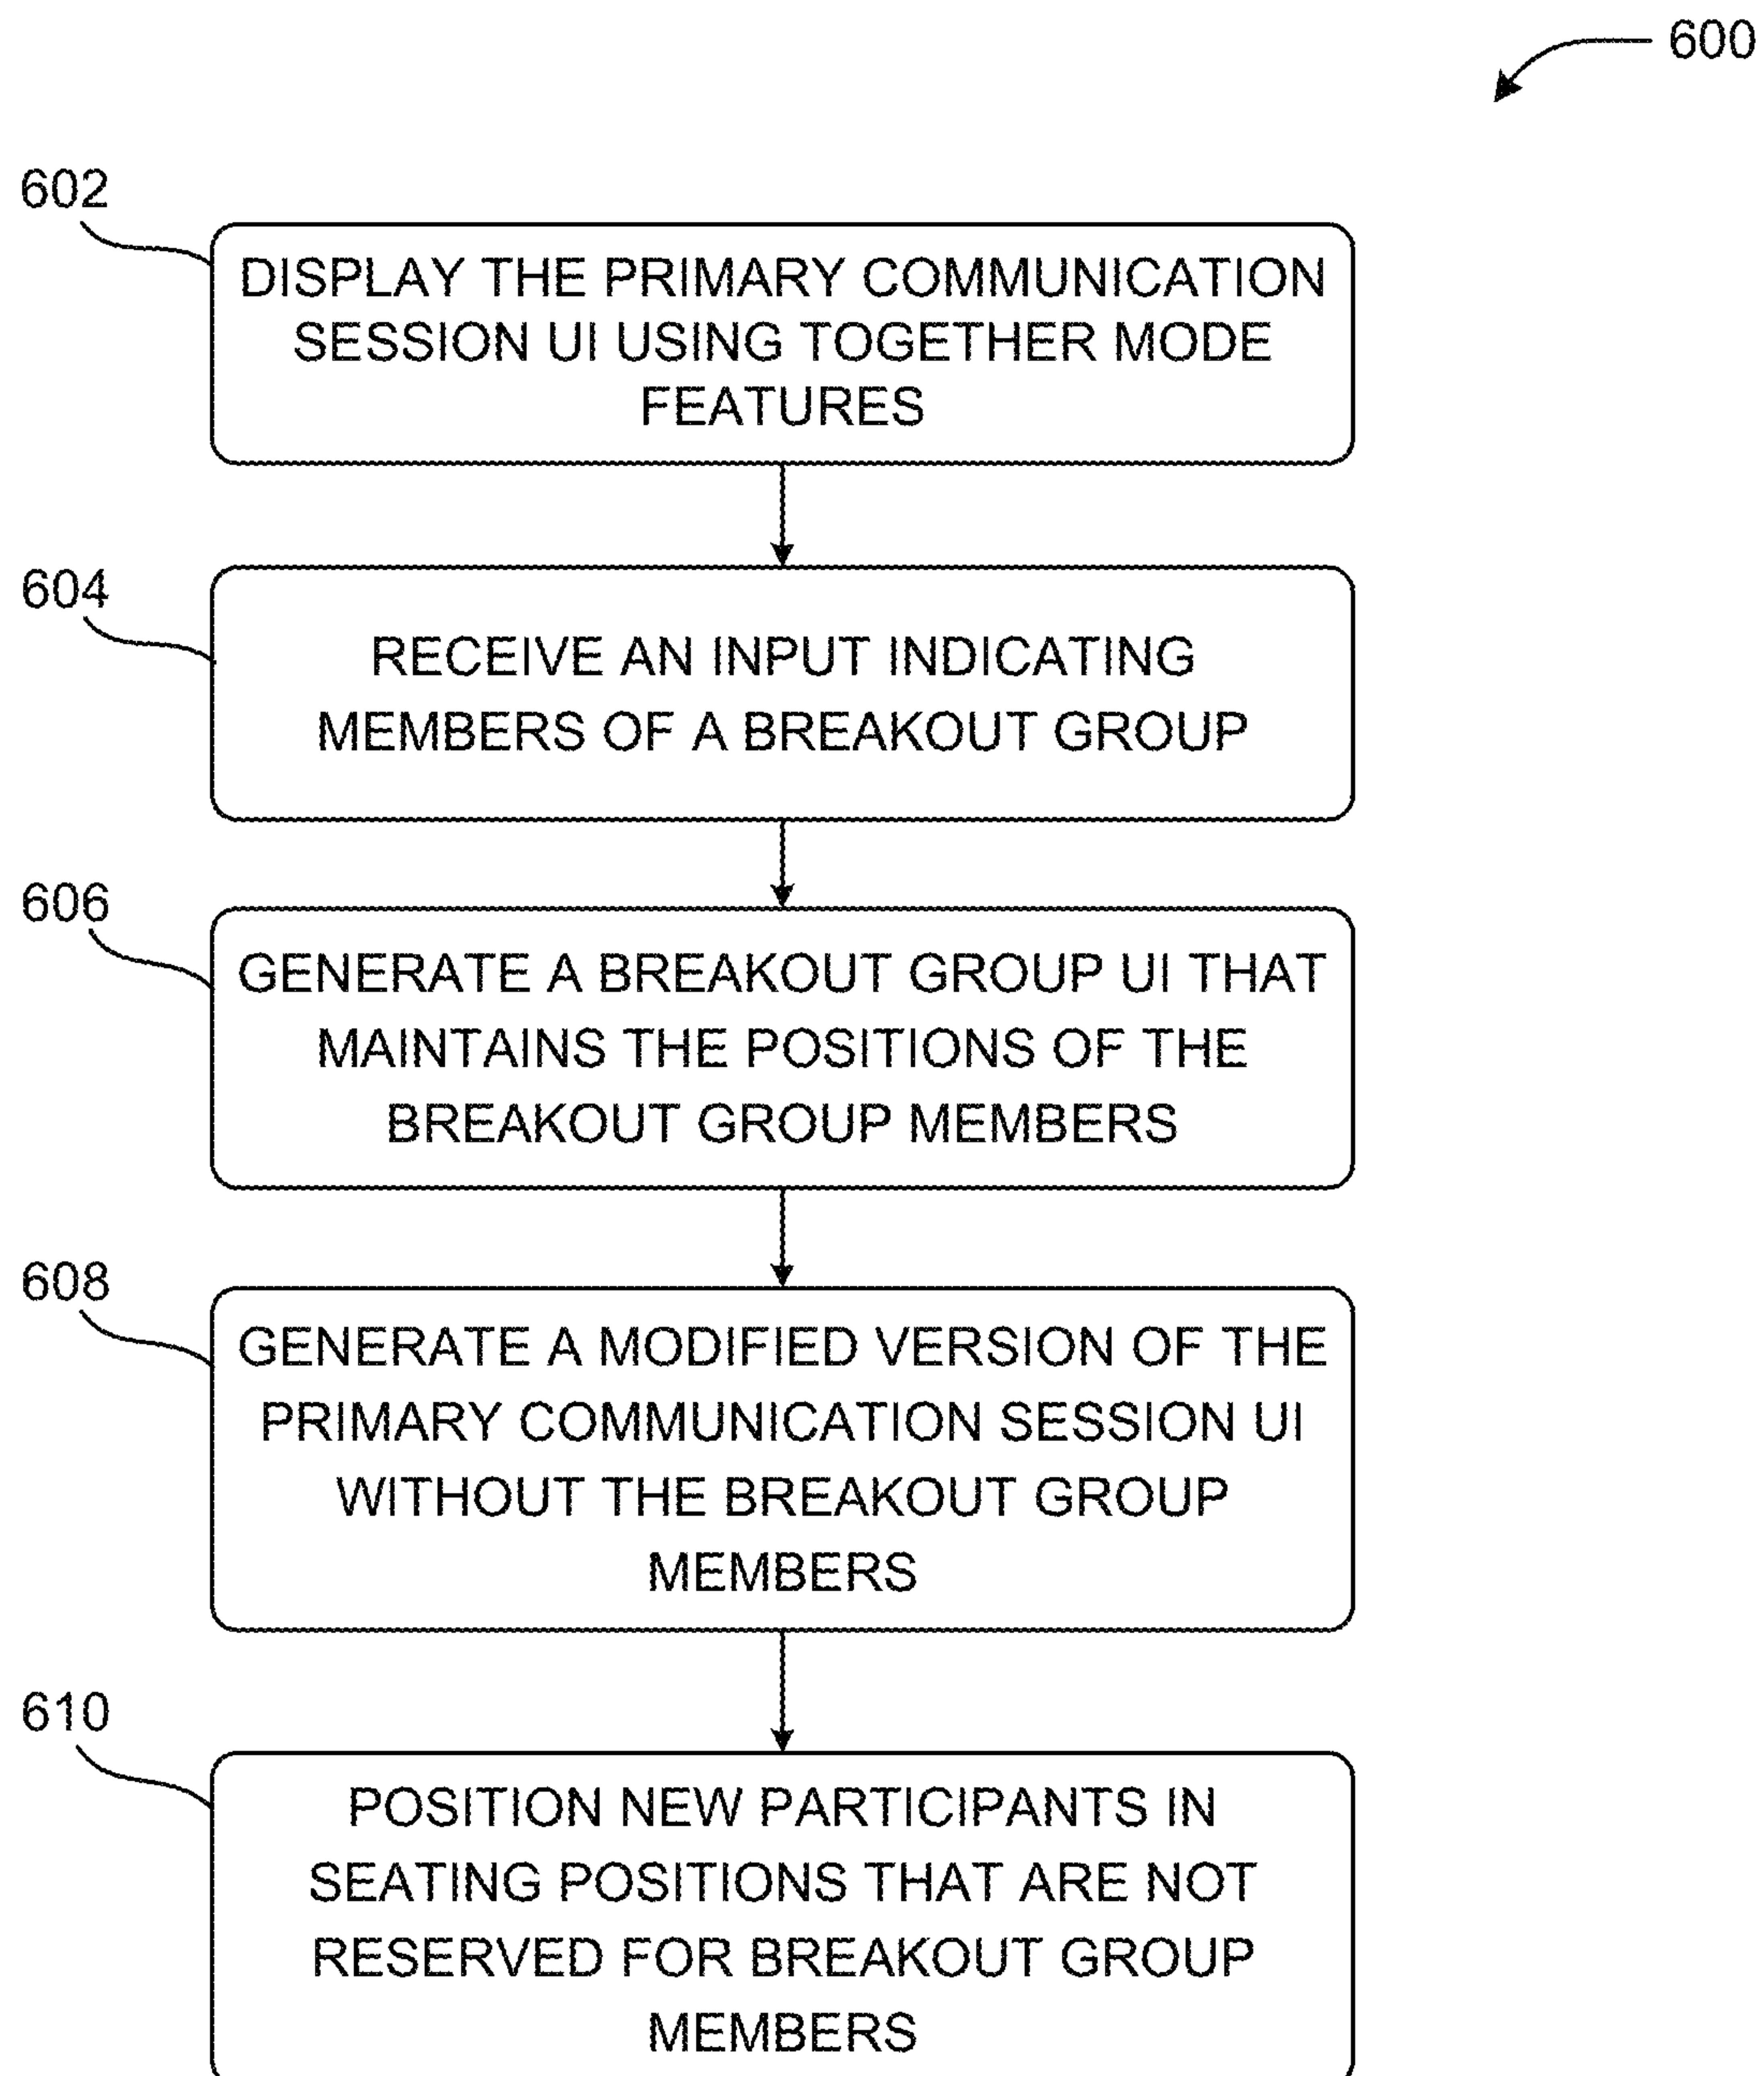 600
602
DISPLAY THE PRIMARY COMMUNICATION
SESSION UI USING TOGETHER MODE
FEATURES
604
RECEIVE AN INPUT INDICATING
MEMBERS OF A BREAKOUT GROUP
606
GENERATE A BREAKOUT GROUP UI THAT
MAINTAINS THE POSITIONS OF THE
BREAKOUT GROUP MEMBERS
608
GENERATE A MODIFIED VERSION OF THE
PRIMARY COMMUNICATION SESSION UI
WITHOUT THE BREAKOUT GROUP
MEMBERS
610
POSITION NEW PARTICIPANTS IN
SEATING POSITIONS THAT ARE NOT
RESERVED FOR BREAKOUT GROUP
MEMBERS